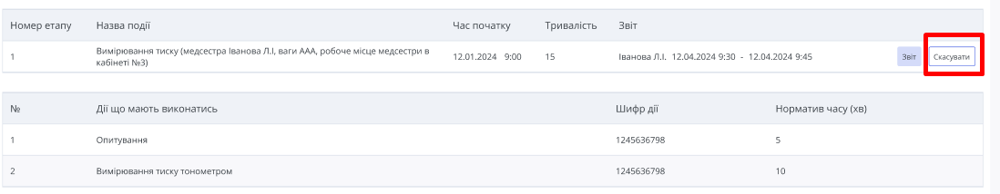 Номер етапу Назва події Час початку Тривалість Звіт
1 Вимірювання тиску (медсестра Іванова Л.І, ваги ААА, робоче місце медсестри в кабінеті №3) 12.01.2024 9:00 15 Іванова Л.І. 12.04.2024 9:30 - 12.04.2024 9:45 Звіт Скасувати
№ Дії що мають виконатись Шифр дії Норматив часу (хв)
1 Опитування 1245636798 5
2 Вимірювання тиску тонометром 1245636798 10